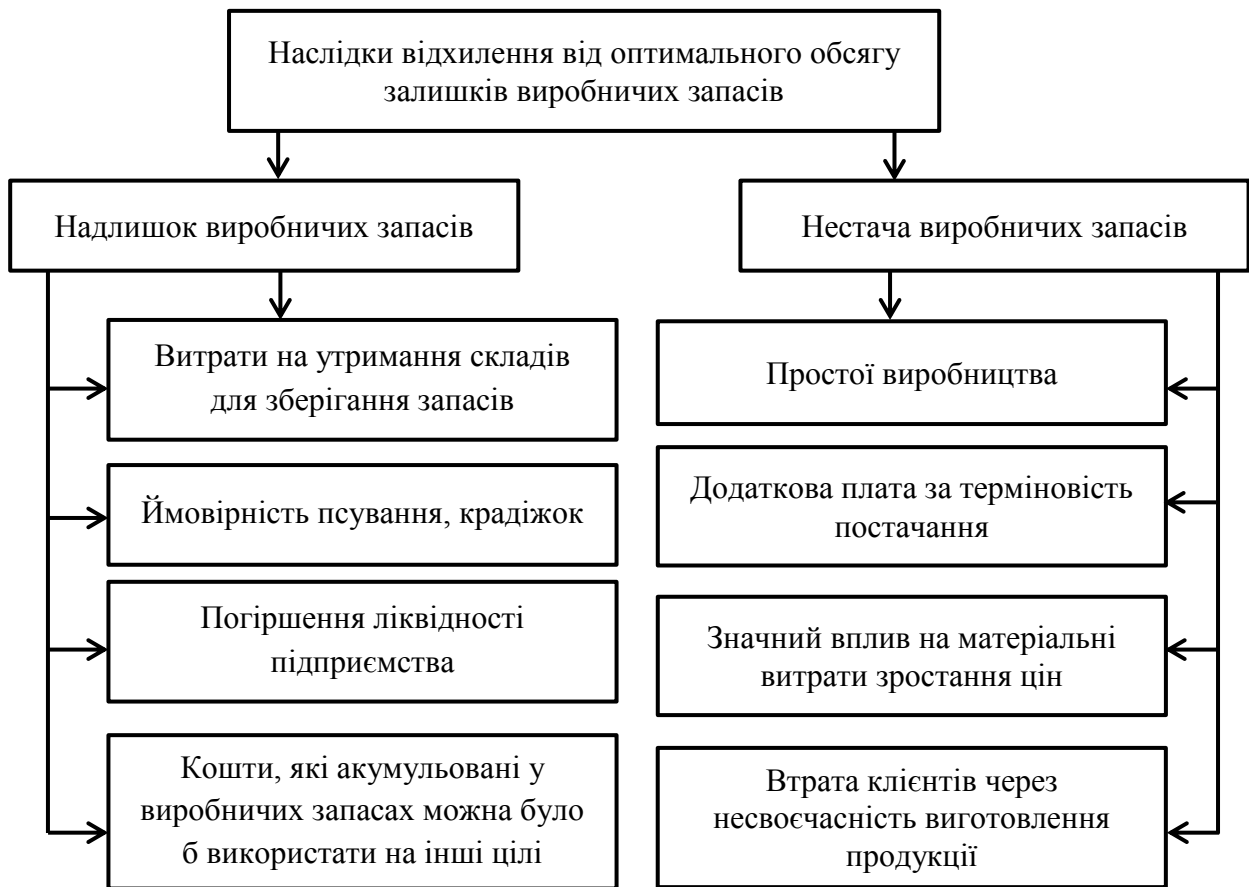 Наслідки відхилення від оптимального обсягу
залишків виробничих запасів
Надлишок виробничих запасів
Витрати на утримання складів
для зберігання запасів
Ймовірність псування, крадіжок
Погіршення ліквідності
підприємства
Кошти, які акумульовані у
виробничих запасах можна було
б використати на інші цілі
Нестача виробничих запасів
Простої виробництва
Додаткова плата за терміновість
постачання
Значний вплив на матеріальні
витрати зростання цін
Втрата клієнтів через
несвоєчасність виготовлення
продукції